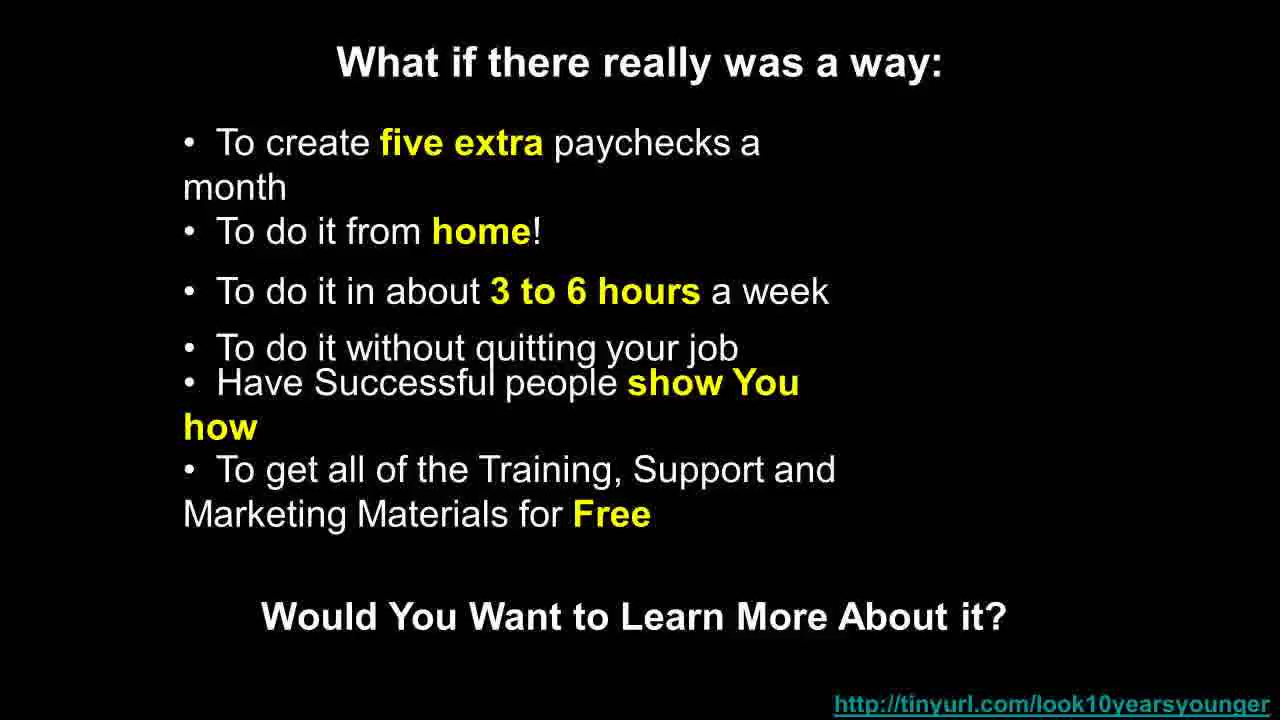 What if there really was a way:
• To create five extra paychecks a
month
• To do it from home!
• To do it in about 3 to 6 hours a week
• To do it without quitting your job
• Have Successful people show You
how
• To get all of the Training, Support and
Marketing Materials for Free
Would You Want to Learn More About it?
http://tinyurl.com/look10yearsyounger